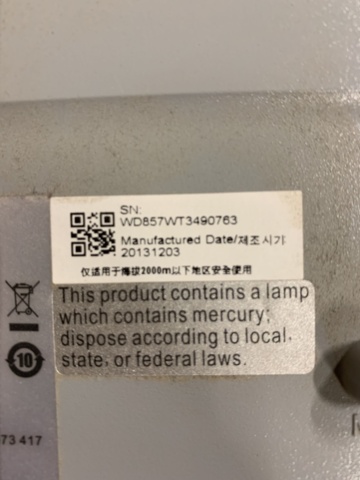 SN:
WD857WT3490763
Manufactured Date/제조시기:
20131203
仅适用于海拔2000m以下地区安全使用
This product contains a lamp
which contains mercury;
dispose according to local,
state, or federal laws.
10
73 417